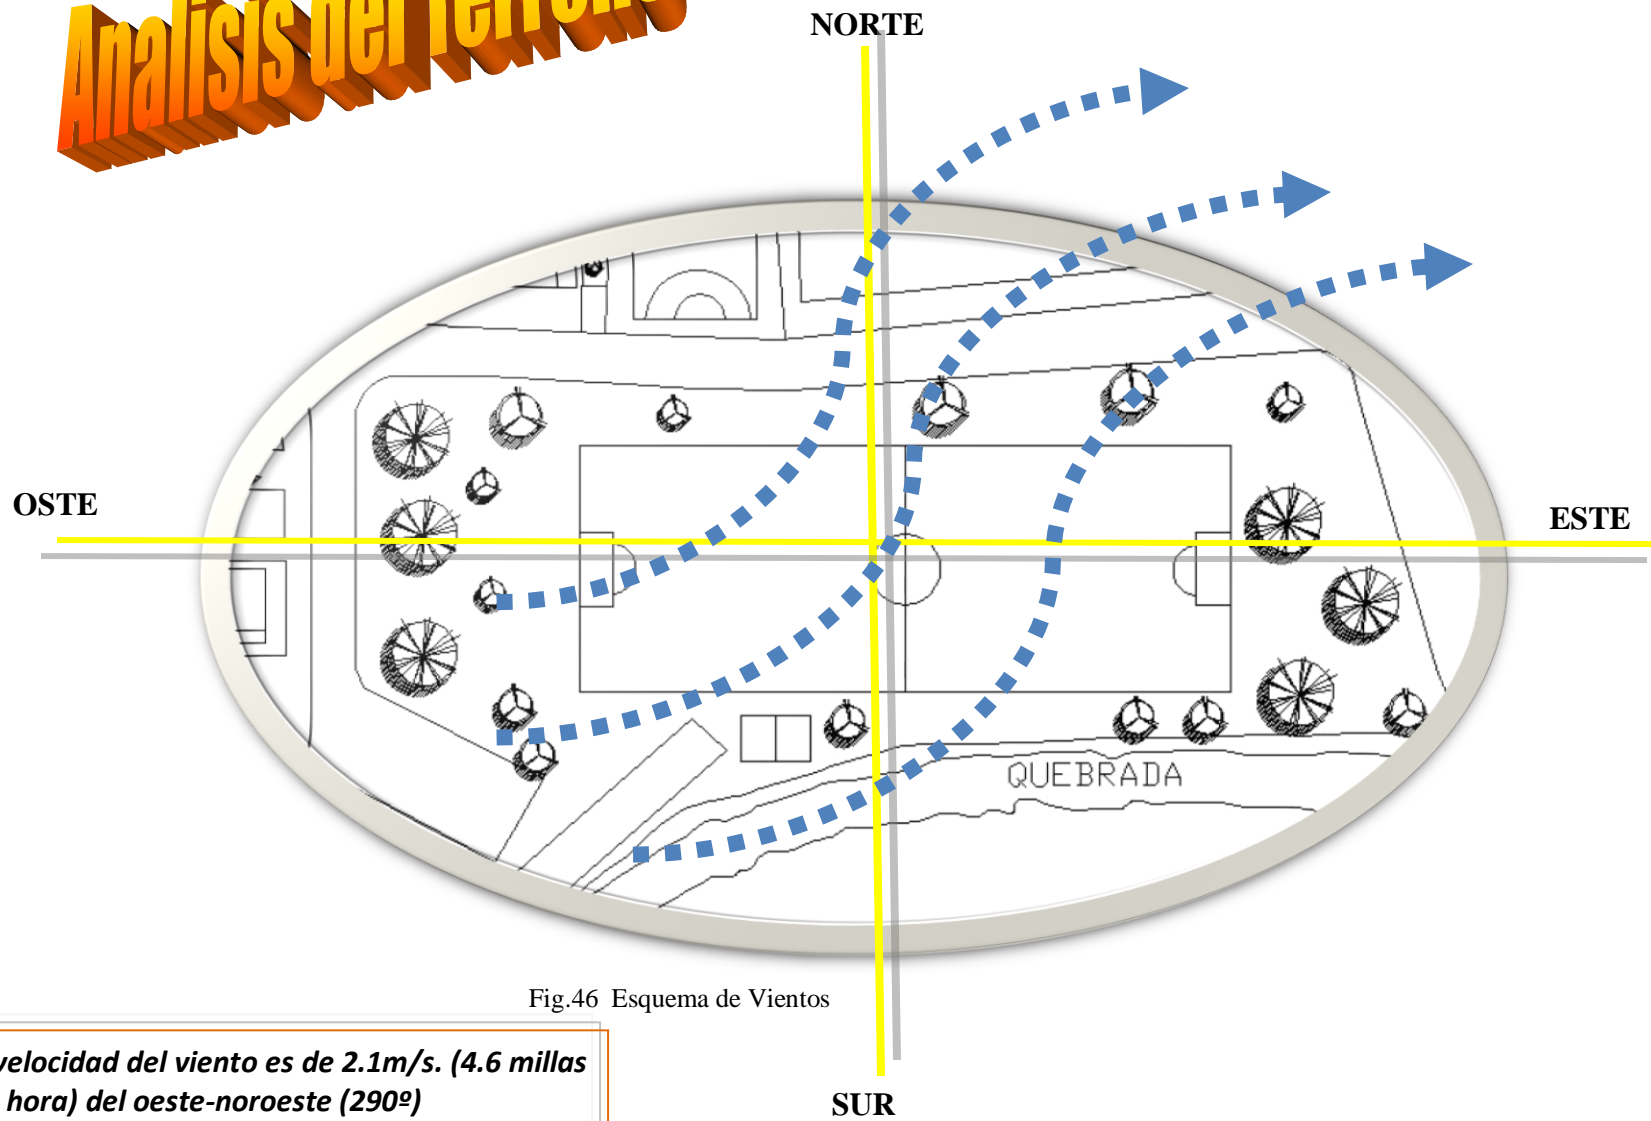 Analisis del Terreno
NORTE
OSTE
ESTE
QUEBRADA
Fig.46 Esquema de Vientos
velocidad del viento es de 2.1m/s. (4.6 millas
hora) del oeste-noroeste (290º)
SUR